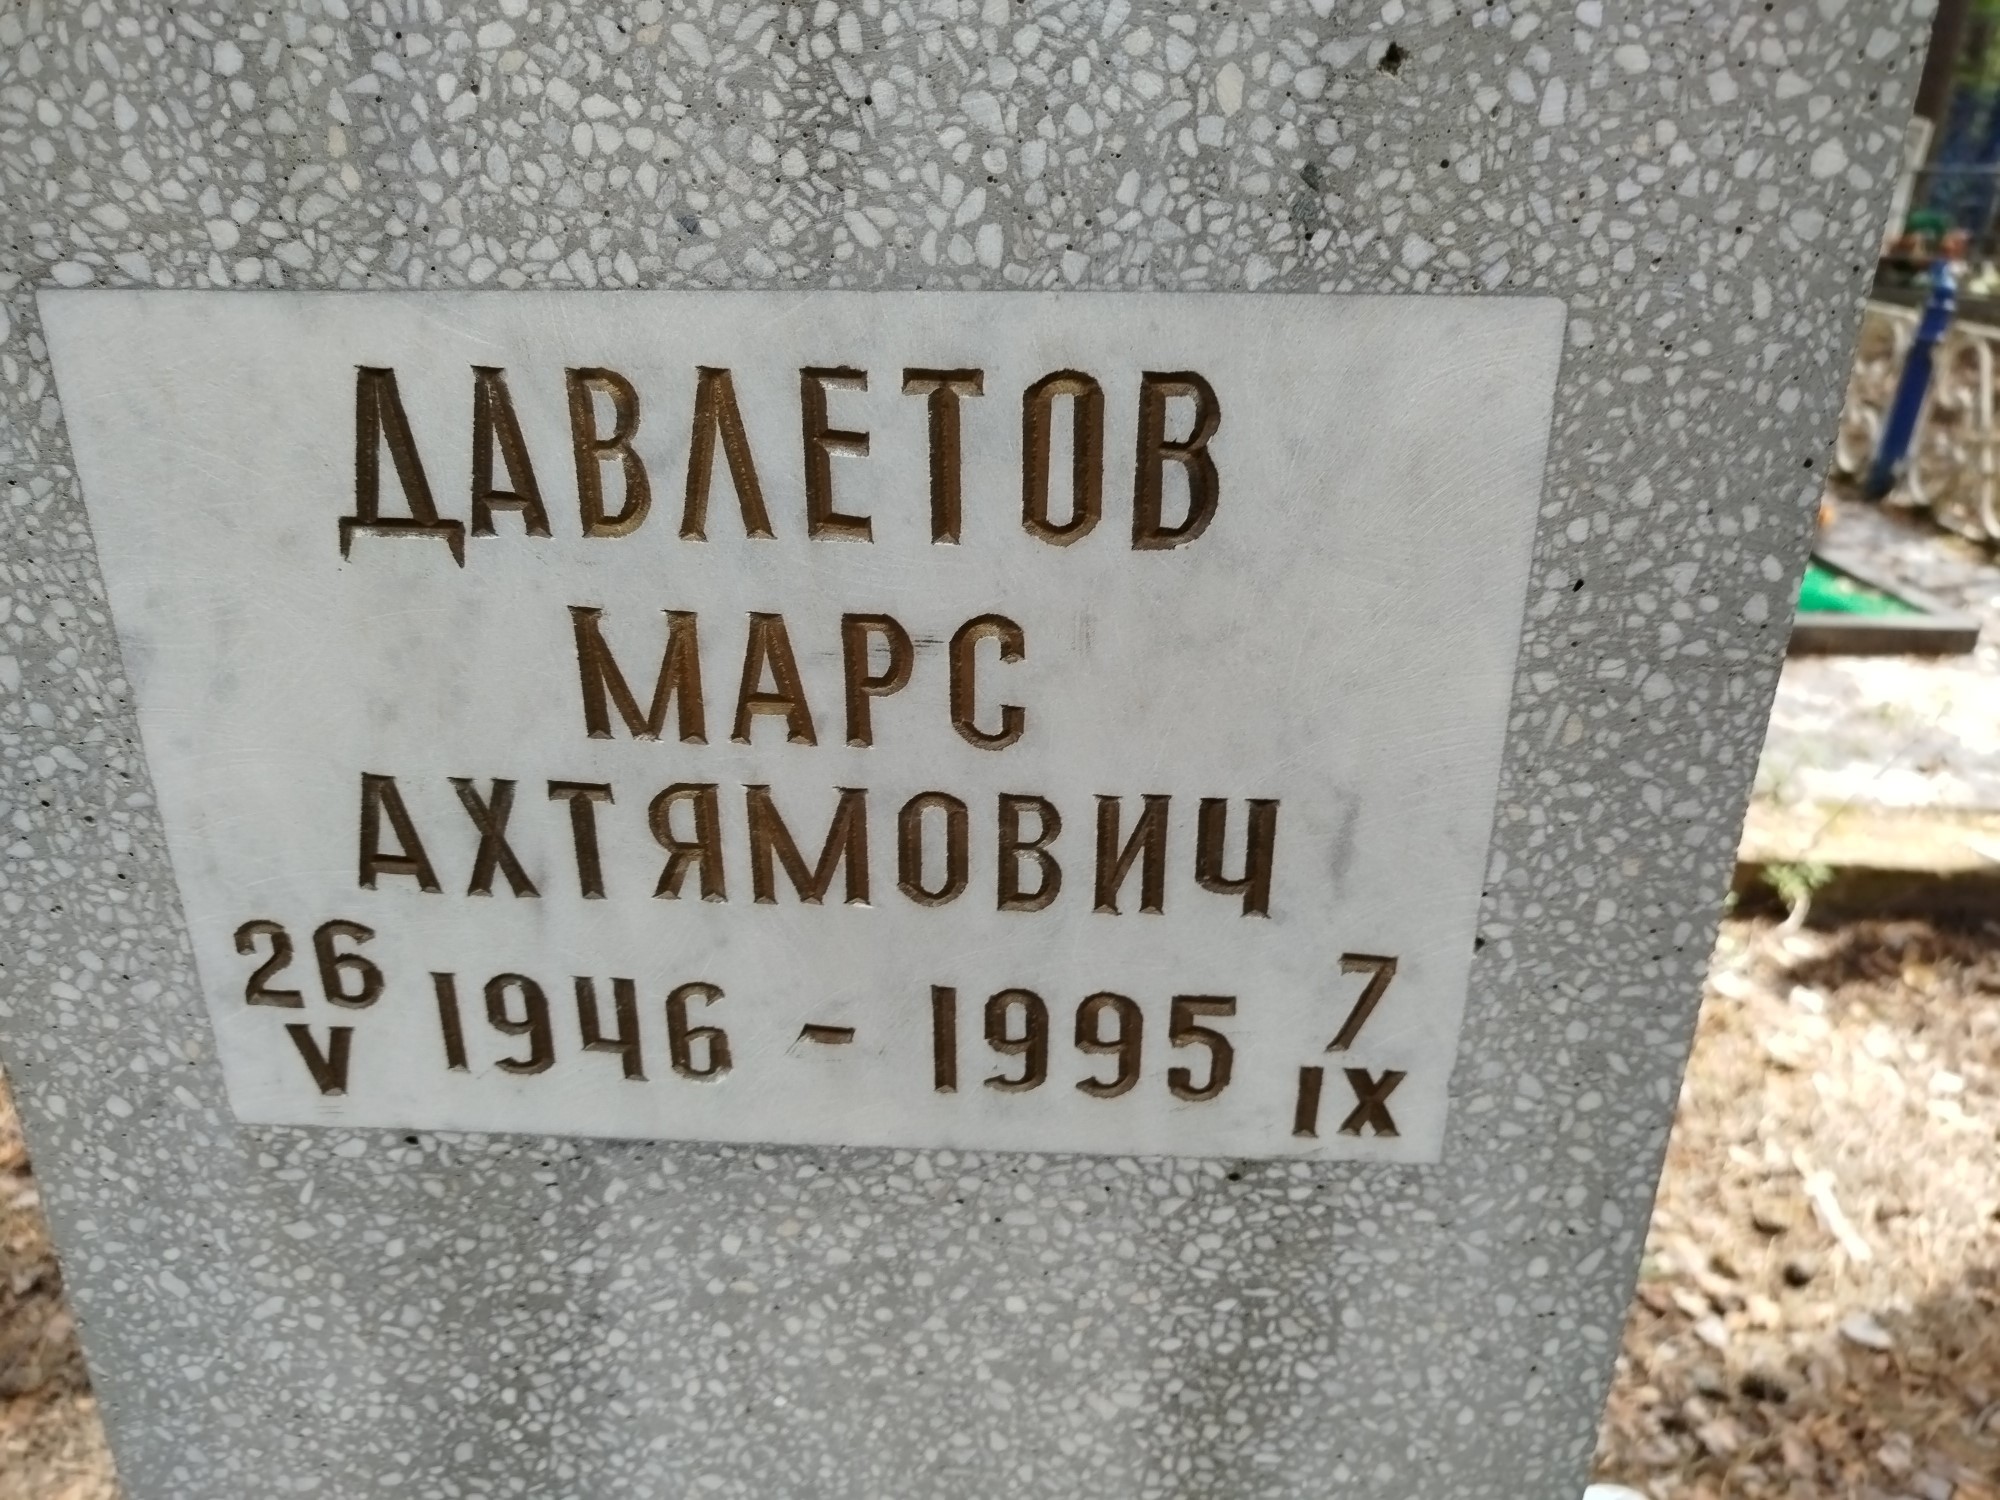 ДАВЛЕТОВ
МАРС
АХТЯМОВИЧ
26 V 1946 - 1995 7 IX